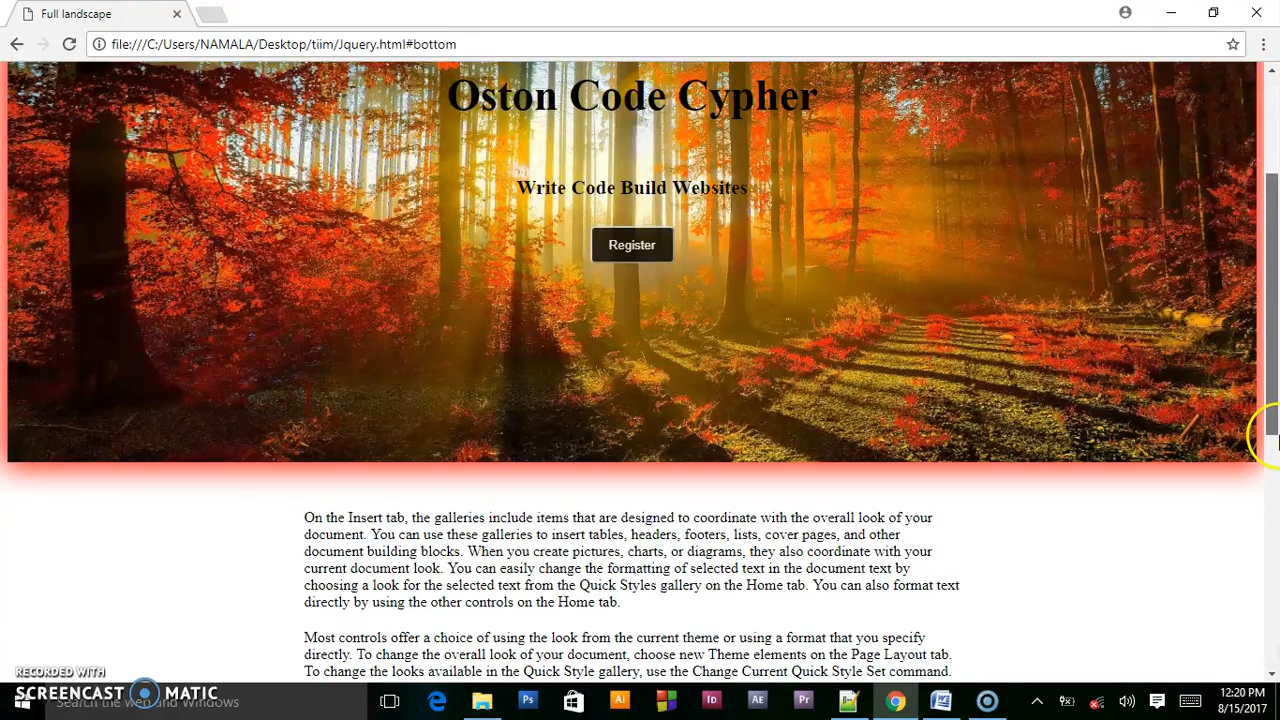 Full landscape
file:///C:/Users/NAMALA/Desktop/tiim/Jquery.html#bottom
Oston Code Cypher
Write Code Build Websites
Register
On the Insert tab, the galleries include items that are designed to coordinate with the overall look of your
document. You can use these galleries to insert tables, headers, footers, lists, cover pages, and other
document building blocks. When you create pictures, charts, or diagrams, they also coordinate with your
current document look. You can easily change the formatting of selected text in the document text by
choosing a look for the selected text from the Quick Styles gallery on the Home tab. You can also format text
directly by using the other controls on the Home tab.
Most controls offer a choice of using the look from the current theme or using a format that you specify
directly. To change the overall look of your document, choose new Theme elements on the Page Layout tab.
To change the looks available in the Quick Style gallery, use the Change Current Quick Style Set command.
RECORDED WITH
SCREENCAST MATIC
Search the web and Windows
Ps
Ai
Id
AE
Pr
12:20 PM
8/15/2017